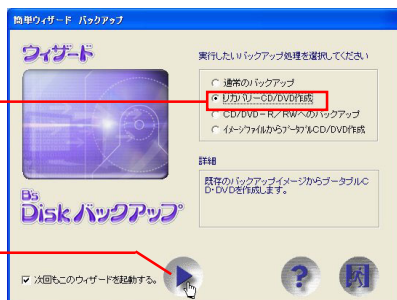 簡単ウィザード バックアップ
ウィザード
実行したいバックアップ処理を選択してください
通常のバックアップ
リカバリーCD/DVD作成
CD/DVD-R/RWへのバックアップ
イメージファイルからブータブルCD/DVD作成
詳細
既存のバックアップイメージからブータブルC
D・DVDを作成します。
B's
Disk バックアップ
次回もこのウィザードを起動する。
?